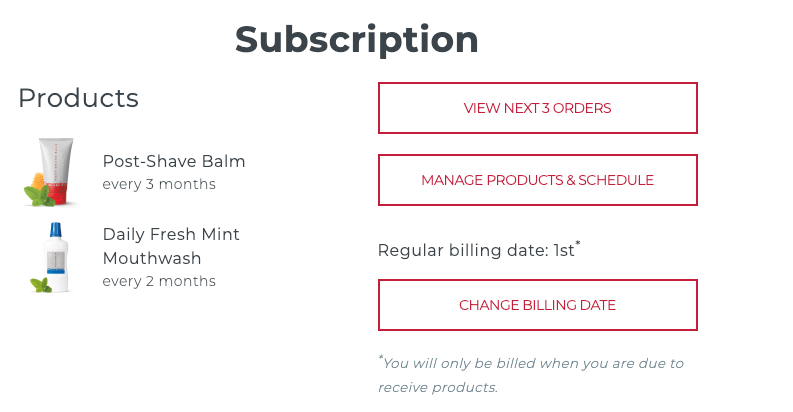 Subscription
Products
Post-Shave Balm
every 3 months
Daily Fresh Mint
Mouthwash
every 2 months
VIEW NEXT 3 ORDERS
MANAGE PRODUCTS & SCHEDULE
Regular billing date: 1st*
CHANGE BILLING DATE
*You will only be billed when you are due to
receive products.